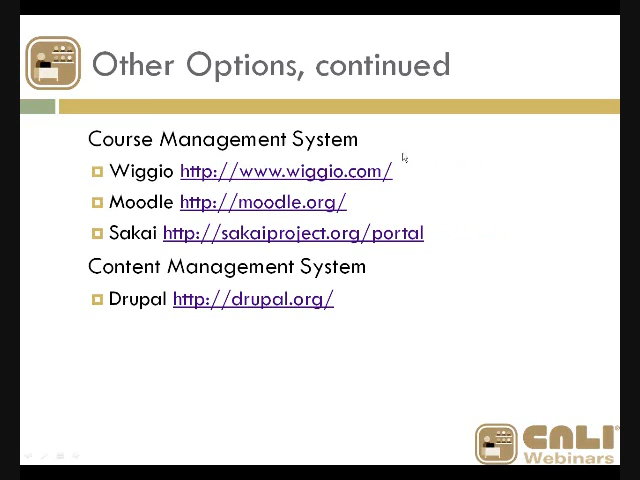 Other Options, continued
Course Management System
Wiggio http://www.wiggio.com/
Moodle http://moodle.org/
Sakai http://sakaiproject.org/portal
Content Management System
Drupal http://drupal.org/
CALI®
Webinars